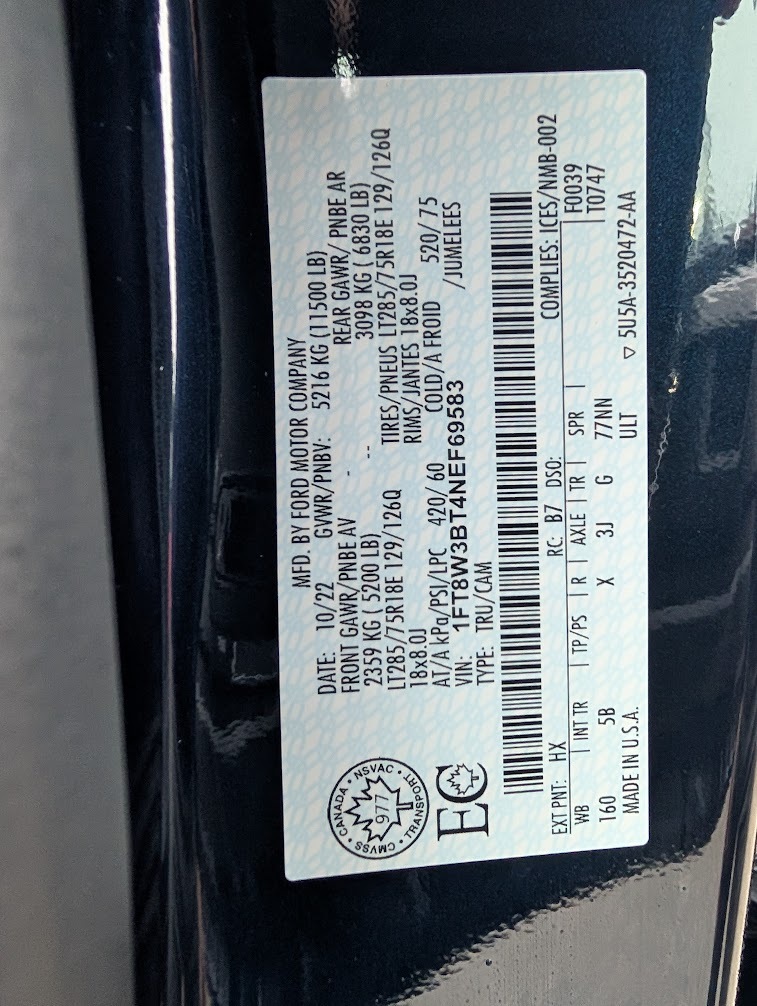 MFD. BY FORD MOTOR COMPANY
DATE: 10/22 GVWR/PNBV: 5216 KG (11500 LB)
FRONT GAWR/PNBE AV - REAR GAWR/ PNBE AR
2359 KG ( 5200 LB) -- 3098 KG ( 6830 LB)
LT285/75R18E 129/126Q TIRES/PNEUS LT285/75R18E 129/126Q
18x8.0J RIMS/JANTES 18x8.0J
AT/A kPa/PSI/LPC 420/60 COLD/A FROID 520/75
VIN: 1FT8W3BT4NEF69583 /JUMELEES
TYPE: TRU/CAM
CANADA • NSVAC • TRANSPORT • CMVSS •
977
EC
EXT PNT: HX RC: B7 DSO: COMPLIES: ICES/NMB-002
WB | INT TR | TP/PS | R | AXLE | TR | SPR | F0039
T0747
160 5B X 3J G 77NN
ULT
MADE IN U.S.A. ▽ 5U5A-3520472-AA